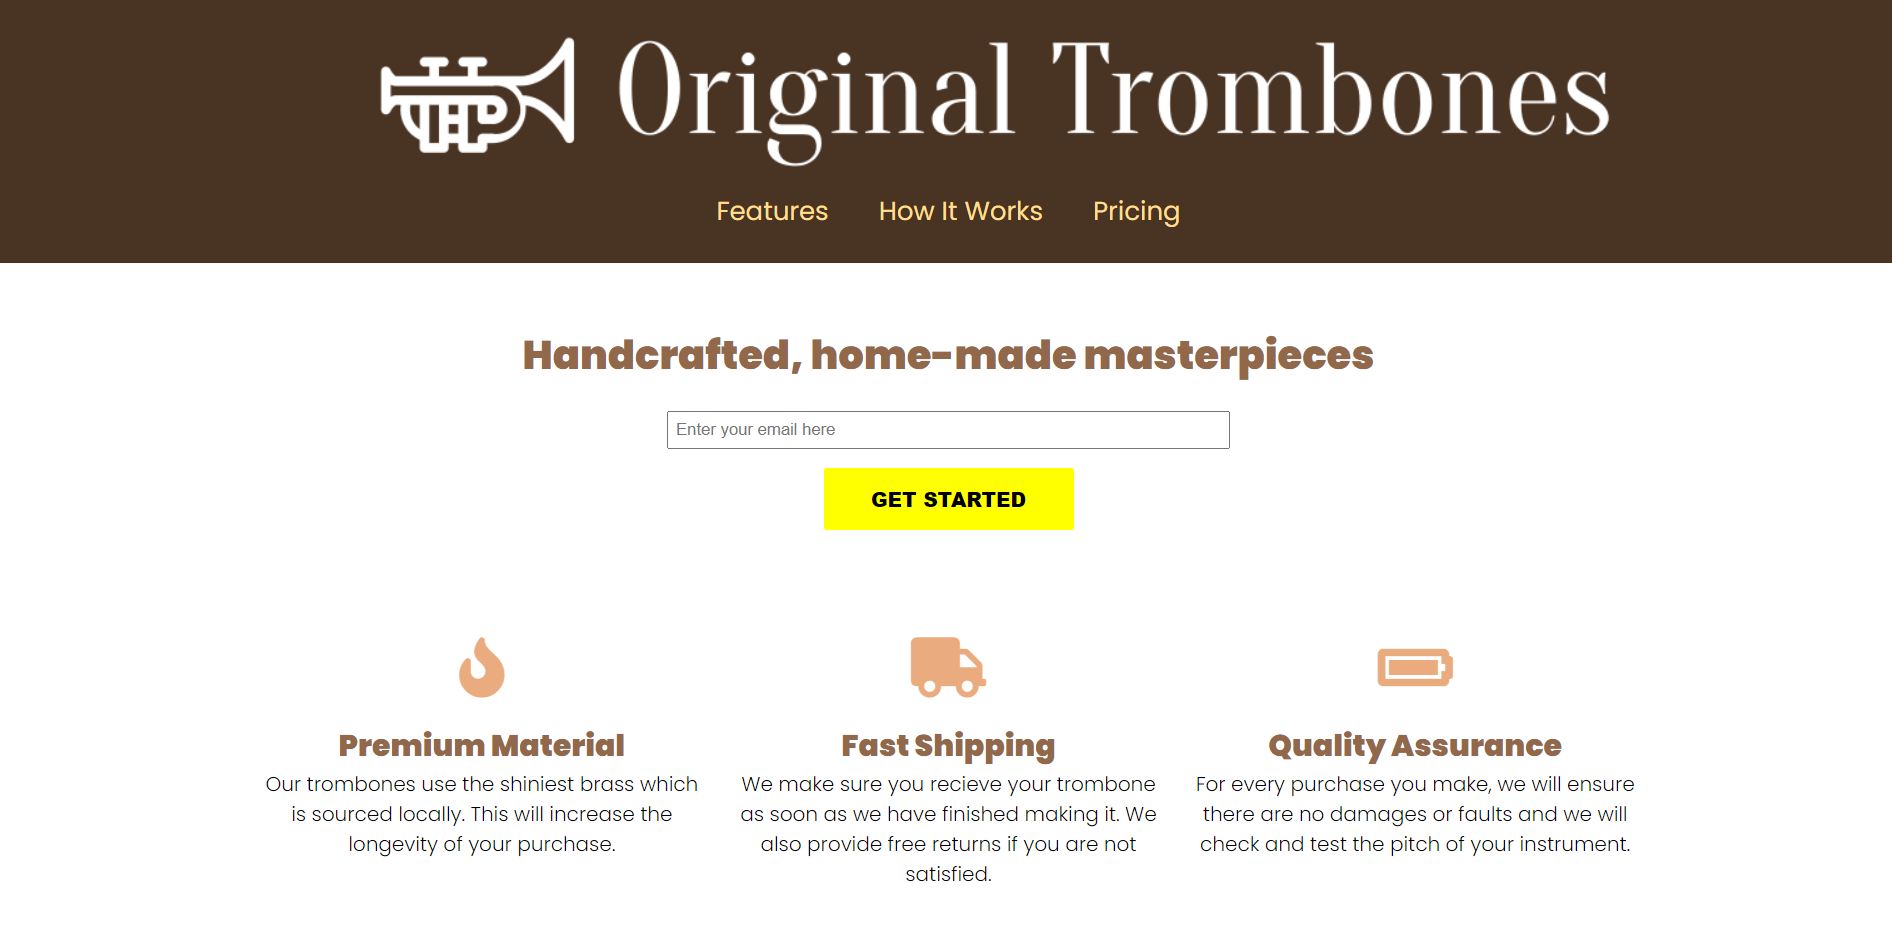 Original Trombones
Features How It Works Pricing
Handcrafted, home-made masterpieces
Enter your email here
GET STARTED
Premium Material
Our trombones use the shiniest brass which
is sourced locally. This will increase the
longevity of your purchase.
Fast Shipping
We make sure you recieve your trombone
as soon as we have finished making it. We
also provide free returns if you are not
satisfied.
Quality Assurance
For every purchase you make, we will ensure
there are no damages or faults and we will
check and test the pitch of your instrument.